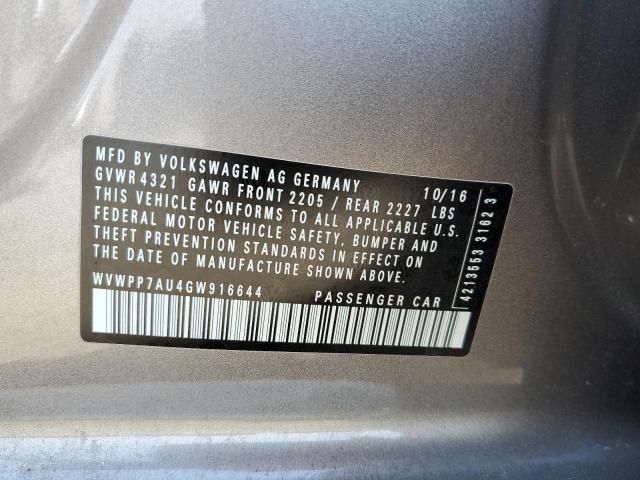 MFD BY VOLKSWAGEN AG GERMANY 10/16
GVWR 4321 GAWR FRONT 2205 / REAR 2227 LBS
THIS VEHICLE CONFORMS TO ALL APPLICABLE U.S.
FEDERAL MOTOR VEHICLE SAFETY, BUMPER AND
THEFT PREVENTION STANDARDS IN EFFECT ON
THE DATE OF MANUFACTURE SHOWN ABOVE.
WVWPP7AU4GW916644 PASSENGER CAR
4213553 3162 3